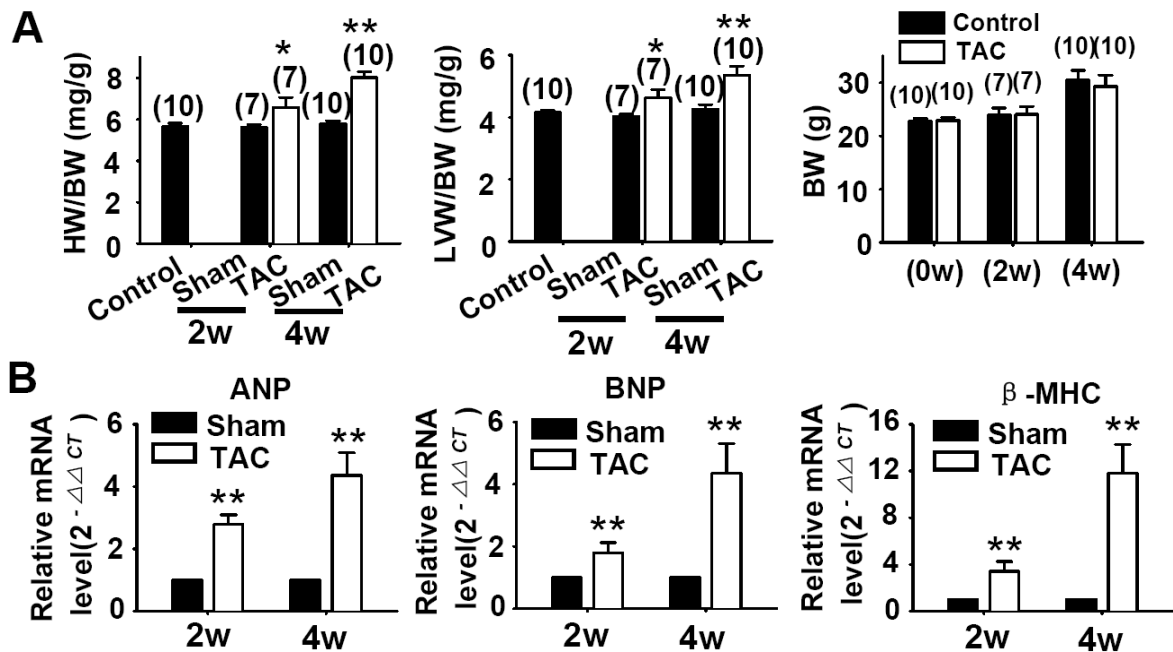 A
HW/BW (mg/g)
8
6
4
2
0
(10)
(7)
*
(7)
(10)
**
(10)
Control
Sham
TAC
Sham
TAC
2w
4w
LVW/BW (mg/g)
6
4
2
0
(10)
(7)
*
(7)
(10)
**
(10)
Control
Sham
TAC
Sham
TAC
2w
4w
Control
TAC
BW (g)
30
20
10
0
(10)(10)
(7) (7)
(10)(10)
(0w) (2w) (4w)
B
ANP
Relative mRNA
level(2 - △△ CT )
6
4
2
0
Sham
TAC
**
**
2w 4w
BNP
Relative mRNA
level(2 - △△ CT )
6
4
2
0
Sham
TAC
**
**
2w 4w
β -MHC
Relative mRNA
level(2 - △△ CT )
16
12
8
4
0
Sham
TAC
**
**
2w 4w